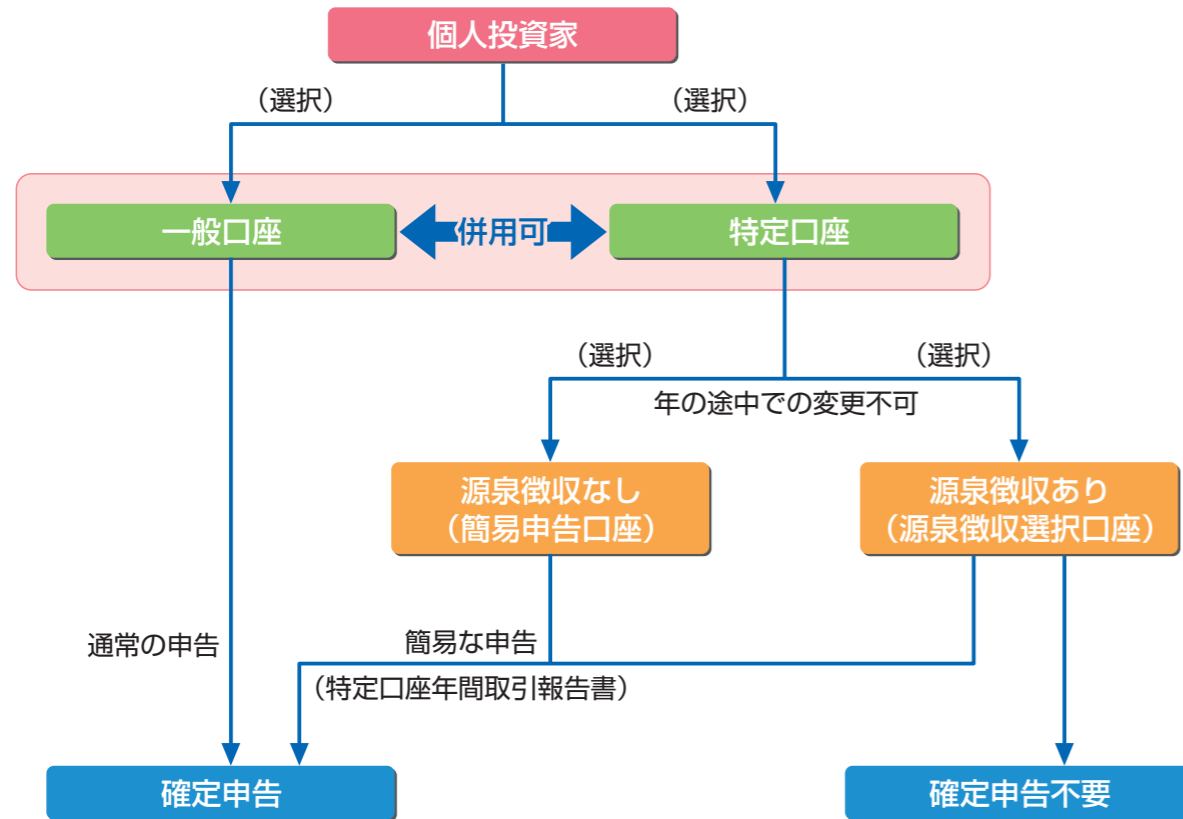 個人投資家
（選択）
（選択）
一般口座
併用可
特定口座
（選択）
（選択）
年の途中での変更不可
源泉徴収なし
（簡易申告口座）
源泉徴収あり
（源泉徴収選択口座）
通常の申告
簡易な申告
（特定口座年間取引報告書）
確定申告
確定申告不要